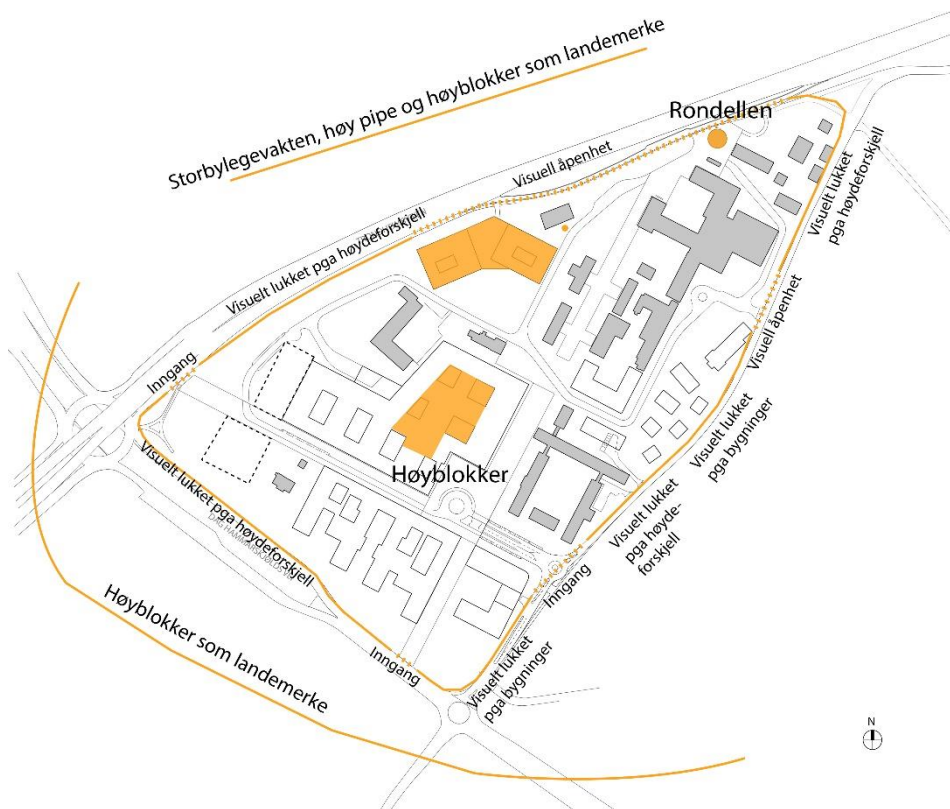 Storbylegevakten, høy pipe og høyblokker som landemerke
Rondellen
Visuell åpenhet
Visuelt lukket pga høydeforskjell
Visuelt lukket
pga høydeforskjell
Visuell åpenhet
Inngang
Visuelt lukket
pga bygninger
Høyblokker
Visuelt lukket pga høydeforskjell
Visuelt lukket
pga høyde-
forskjell
Inngang
Høyblokker som landemerke
Inngang
Visuelt lukket
pga bygninger
N